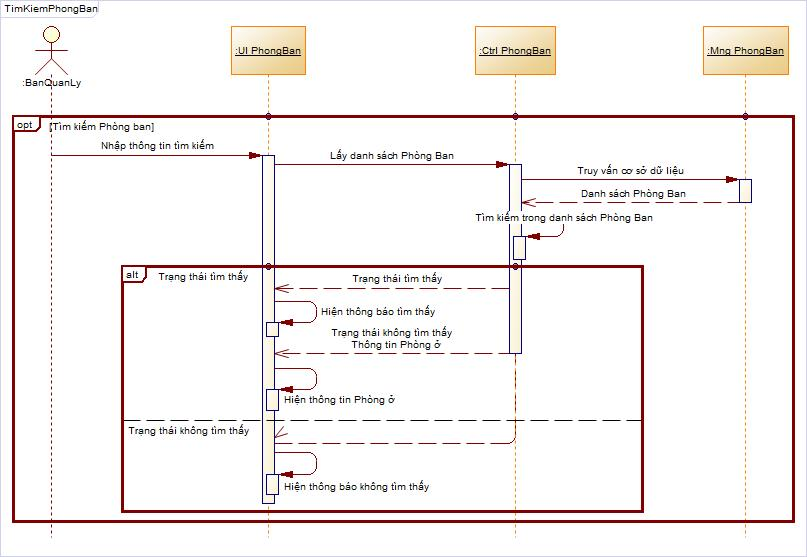 TimKiemPhongBan
:BanQuanLy
:UI PhongBan
:Ctrl PhongBan
:Mng PhongBan
opt
[Tìm kiếm Phòng ban]
Nhập thông tin tìm kiếm
Lấy danh sách Phòng Ban
Truy vấn cơ sở dữ liệu
Danh sách Phòng Ban
Tìm kiếm trong danh sách Phòng Ban
alt
Trạng thái tìm thấy
Trạng thái tìm thấy
Hiện thông báo tìm thấy
Trạng thái không tìm thấy
Thông tin Phòng ở
Hiện thông tin Phòng ở
Trạng thái không tìm thấy
Hiện thông báo không tìm thấy